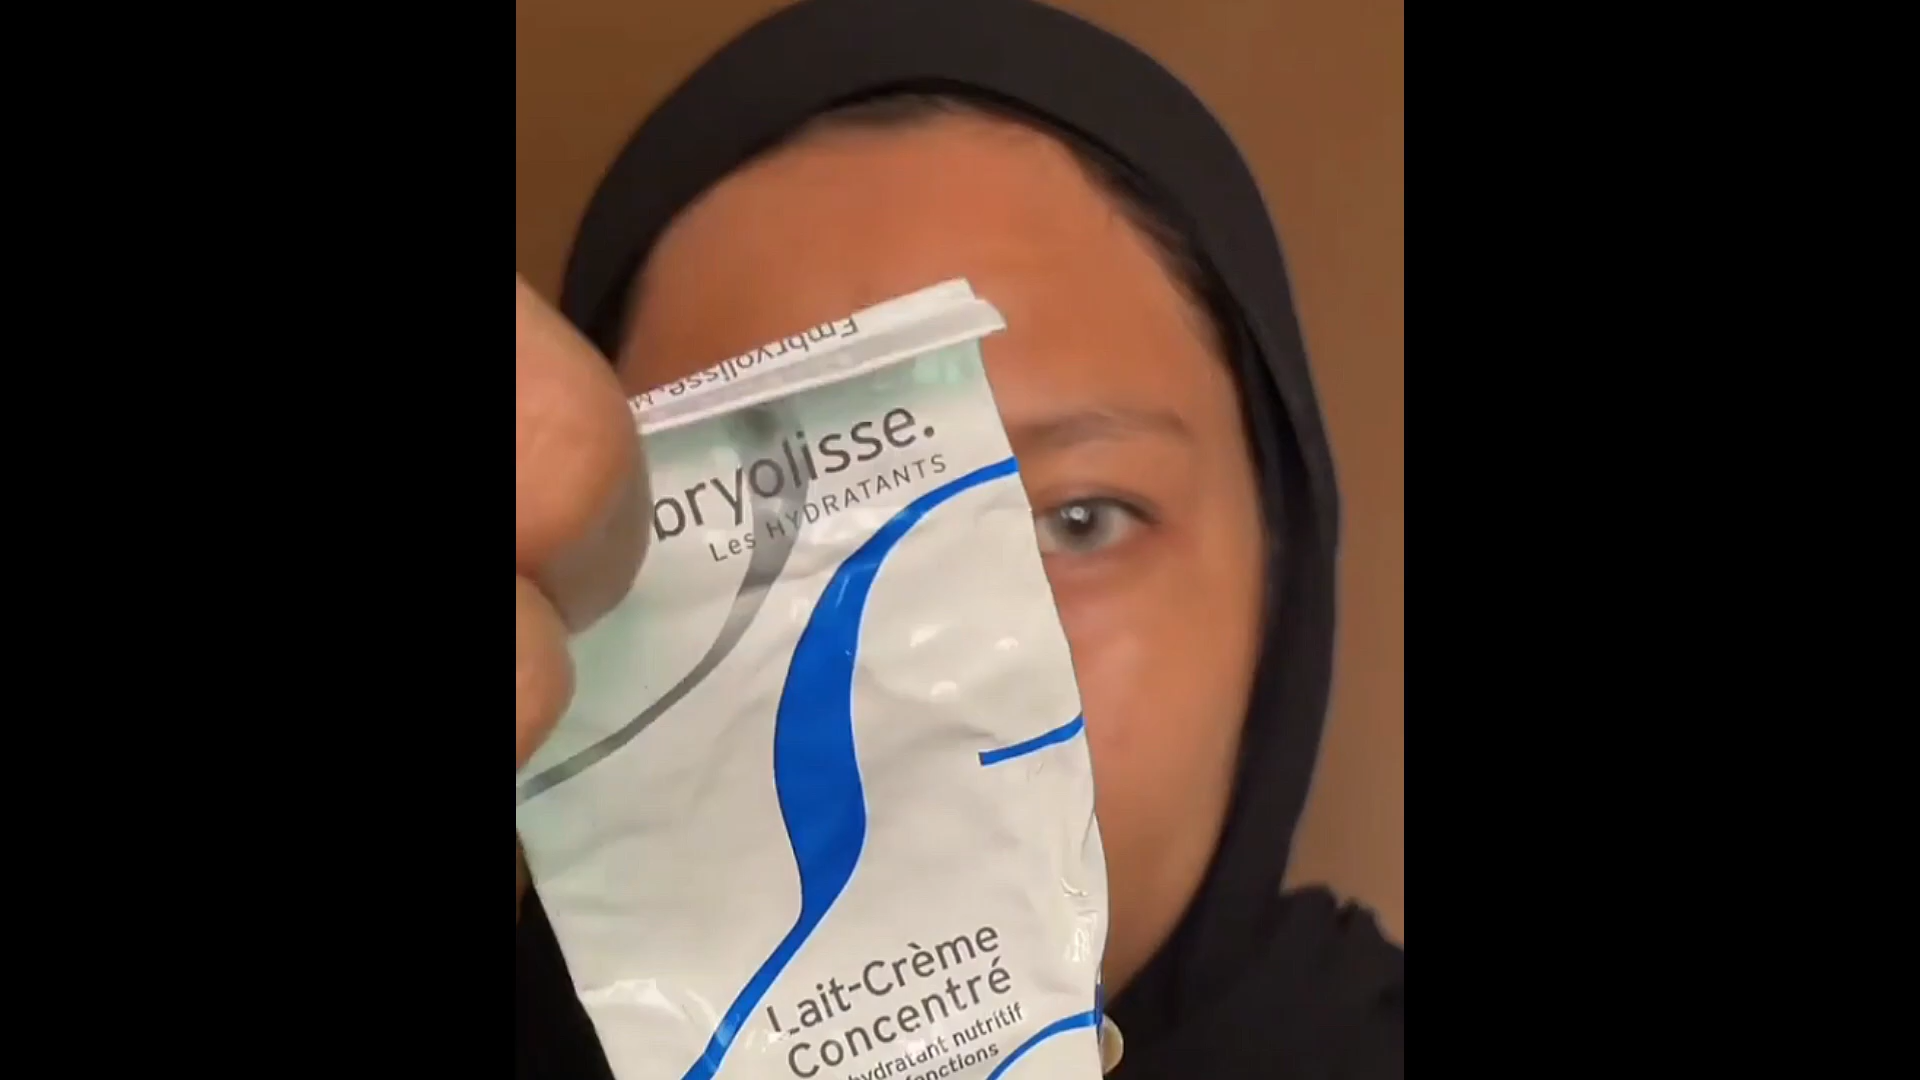 Embryolisse. M
bryolisse.
Les HYDRATANTS
Lait-Crème
Concentré
hydratant nutritif
fonctions